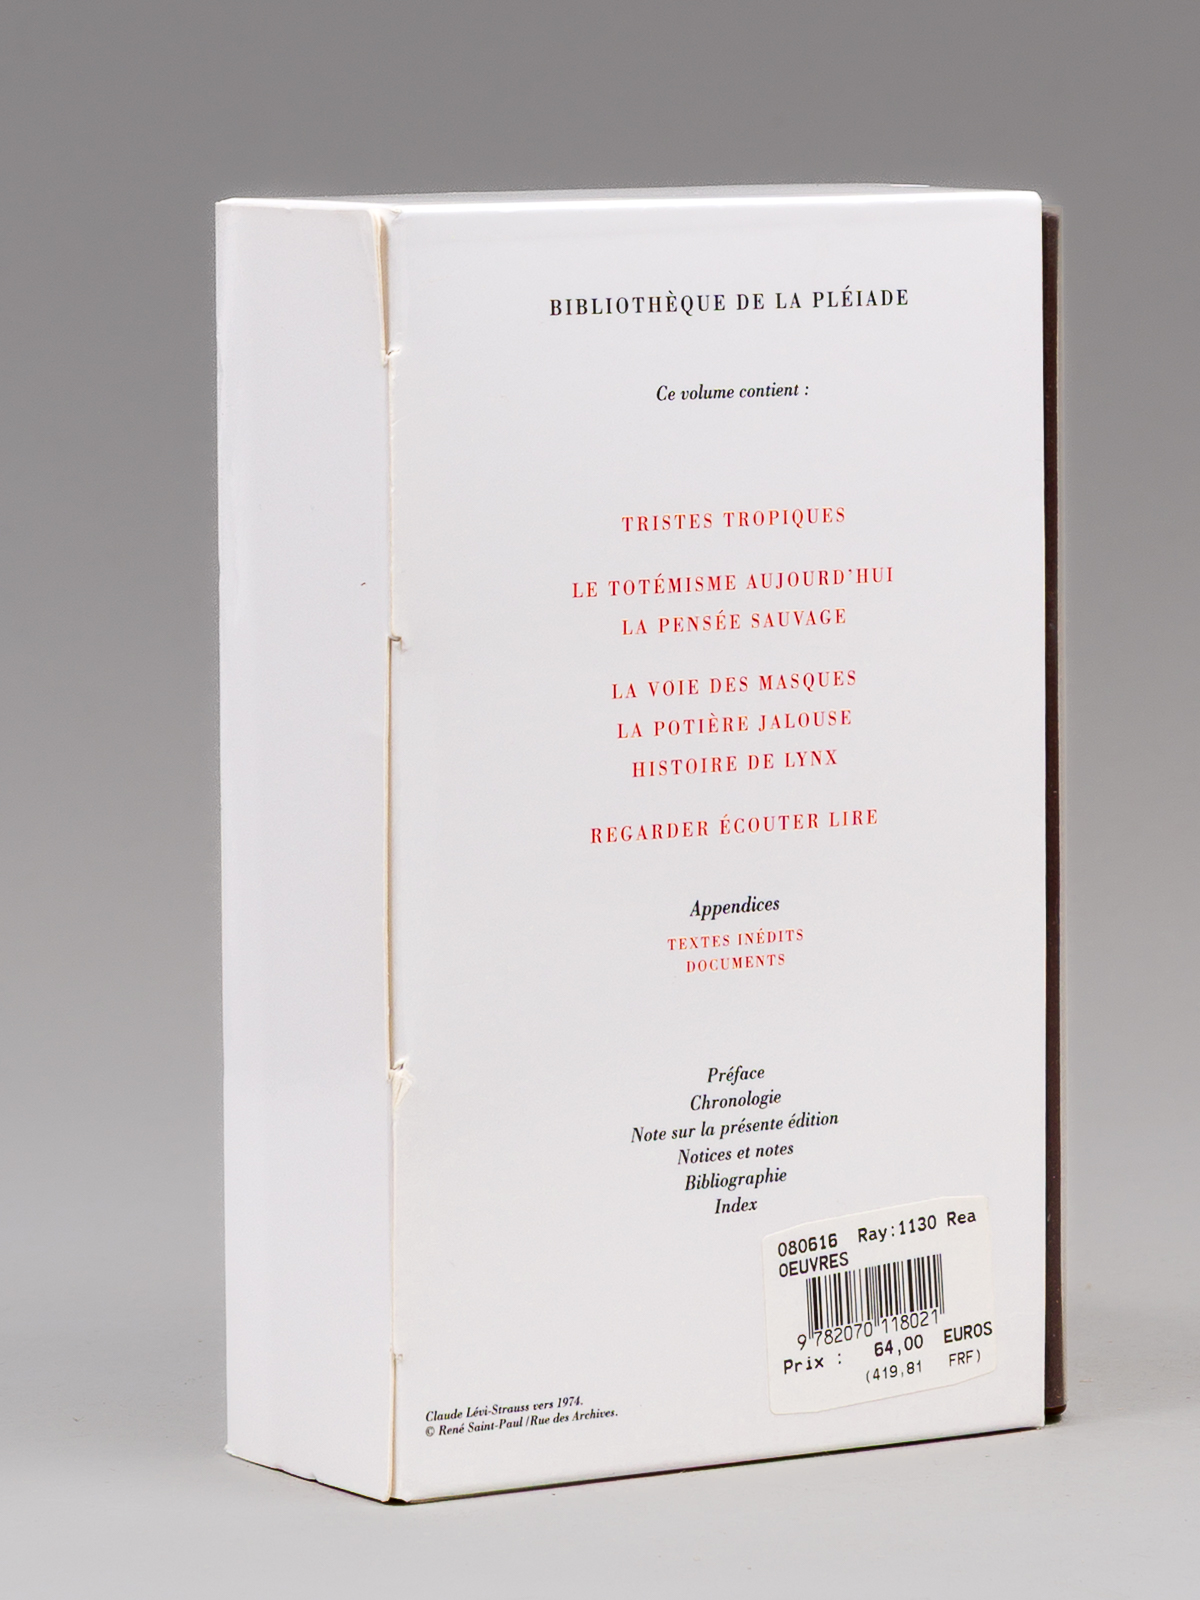 BIBLIOTHÈQUE DE LA PLÉIADE
Ce volume contient :
TRISTES TROPIQUES
LE TOTÉMISME AUJOURD'HUI
LA PENSÉE SAUVAGE
LA VOIE DES MASQUES
LA POTIÈRE JALOUSE
HISTOIRE DE LYNX
REGARDER ÉCOUTER LIRE
Appendices
TEXTES INÉDITS
DOCUMENTS
Préface
Chronologie
Note sur la présente édition
Notices et notes
Bibliographie
Index
080616 Ray:1130 Rea
OEUVRES
9 782070 118021
Prix : 64,00 EUROS
(419,81 FRF)
Claude Lévi-Strauss vers 1974.
© René Saint-Paul /Rue des Archives.